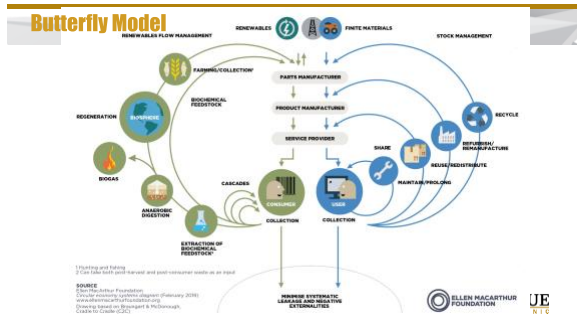 Butterfly Model
RENEWABLES
FINITE MATERIALS
RENEWABLES FLOW MANAGEMENT
STOCK MANAGEMENT
FARMING/COLLECTION¹
PARTS MANUFACTURER
BIOCHEMICAL
FEEDSTOCK
PRODUCT MANUFACTURER
REGENERATION
BIOSPHERE
RECYCLE
SERVICE PROVIDER
SHARE
REFURBISH/
REMANUFACTURE
REUSE/REDISTRIBUTE
BIOGAS
CASCADES
MAINTAIN/PROLONG
CONSUMER
USER
ANAEROBIC
DIGESTION
COLLECTION
COLLECTION
EXTRACTION OF
BIOCHEMICAL
FEEDSTOCK²
1 Hunting and fishing
2 Can take both post-harvest and post-consumer waste as an input
SOURCE
Ellen MacArthur Foundation
Circular economy systems diagram (February 2019)
www.ellenmacarthurfoundation.org
Drawing based on Braungart & McDonough,
Cradle to Cradle (C2C)
MINIMISE SYSTEMATIC
LEAKAGE AND NEGATIVE
EXTERNALITIES
ELLEN MACARTHUR
FOUNDATION
UE
NIC